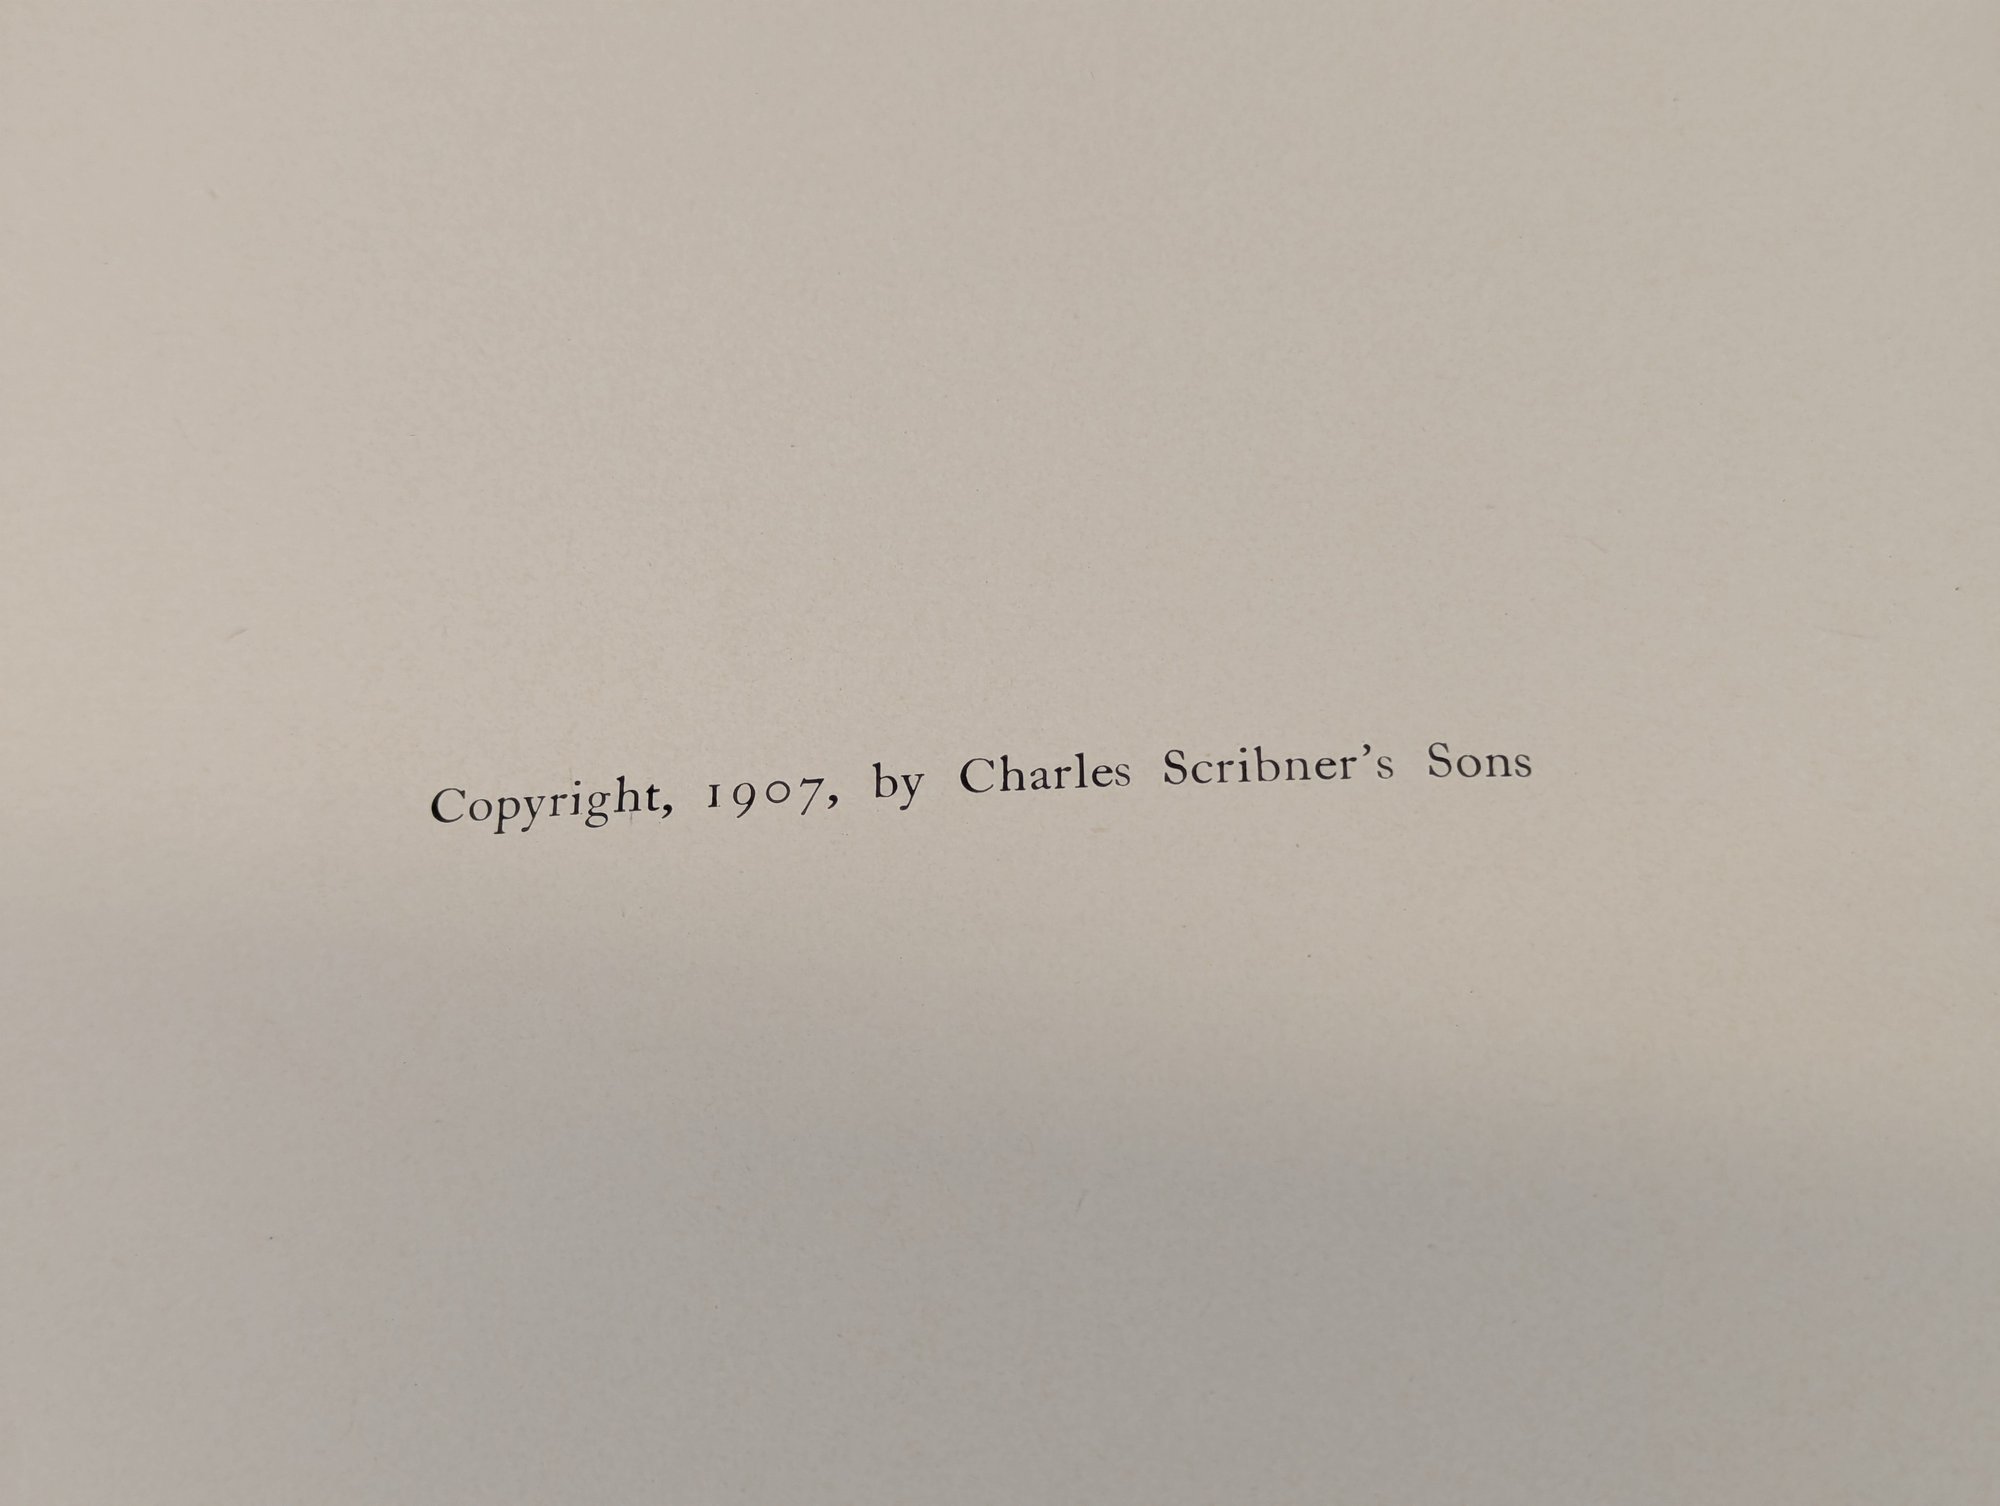 Copyright, 1907, by Charles Scribner's Sons